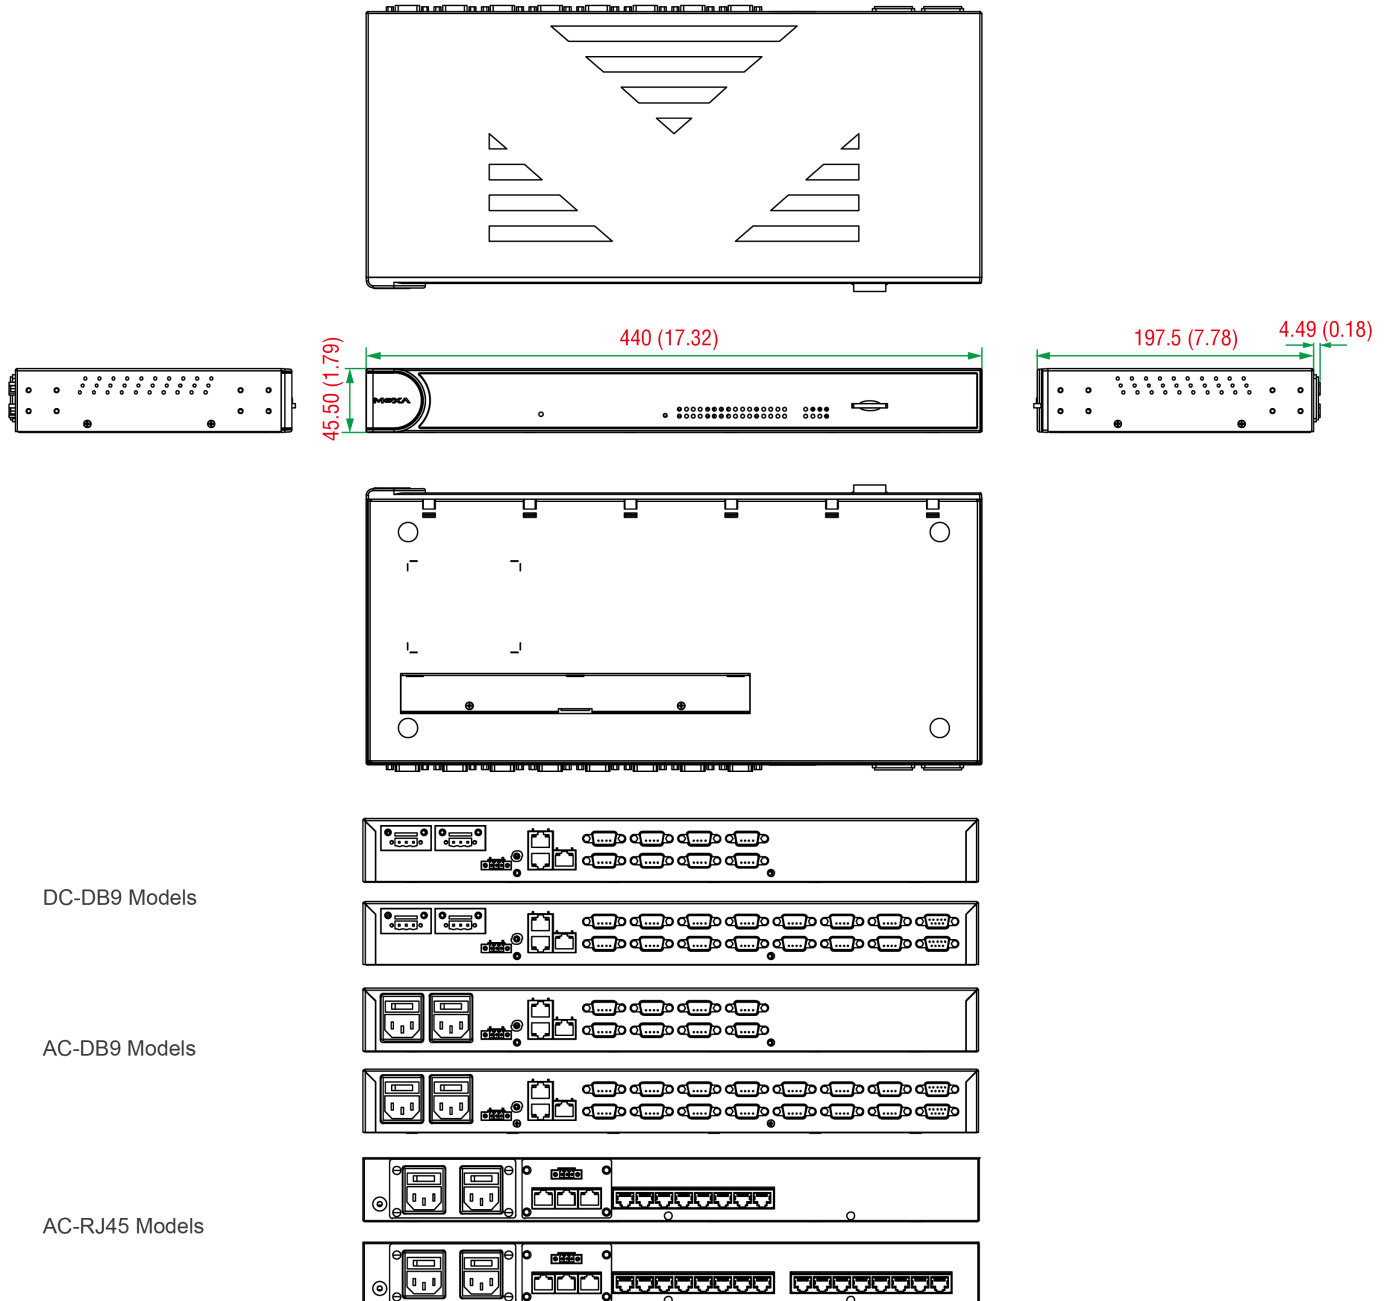 440 (17.32)
197.5 (7.78)
4.49 (0.18)
45.50 (1.79)
MOXA
DC-DB9 Models
AC-DB9 Models
AC-RJ45 Models